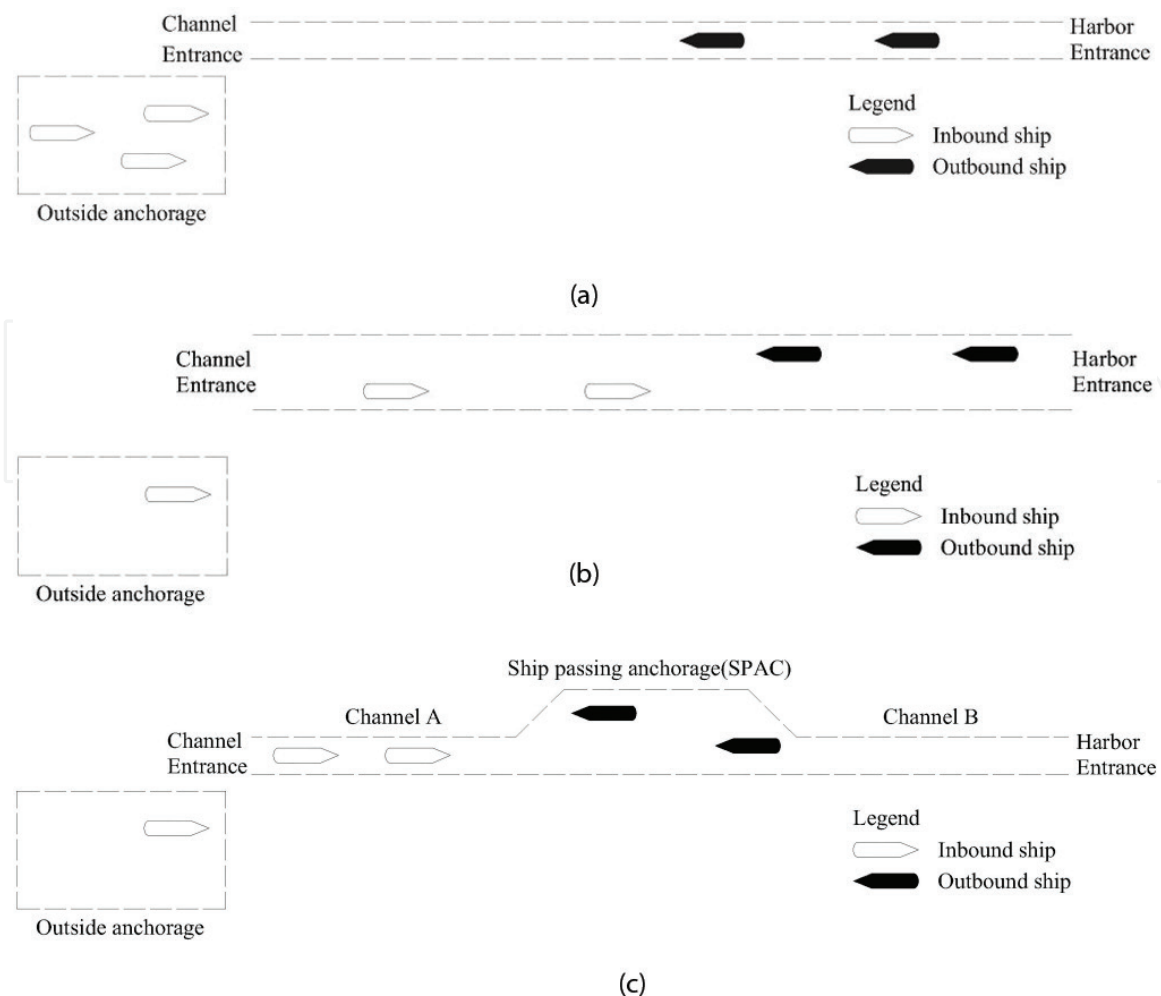 Channel
Entrance
Harbor
Entrance
Legend
Inbound ship
Outbound ship
Outside anchorage
(a)
Channel
Entrance
Harbor
Entrance
Legend
Inbound ship
Outbound ship
Outside anchorage
(b)
Ship passing anchorage(SPAC)
Channel A
Channel B
Channel
Entrance
Harbor
Entrance
Legend
Inbound ship
Outbound ship
Outside anchorage
(c)